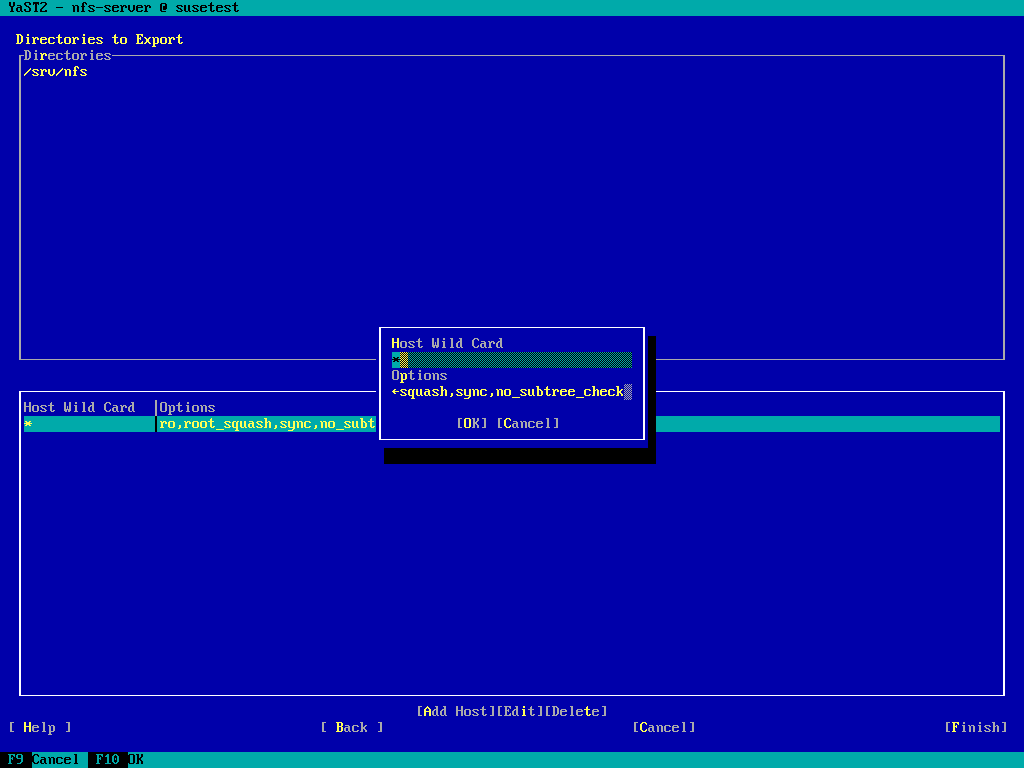 YaST2 - nfs-server @ susetest
Directories to Export
Directories
/srv/nfs
Host Wild Card
*
Options
←squash,sync,no_subtree_check
[OK] [Cancel]
Host Wild Card |Options
* ro,root_squash,sync,no_subt
[Add Host][Edit][Delete]
[ Help ] [ Back ] [Cancel] [Finish]
F9 Cancel F10 OK